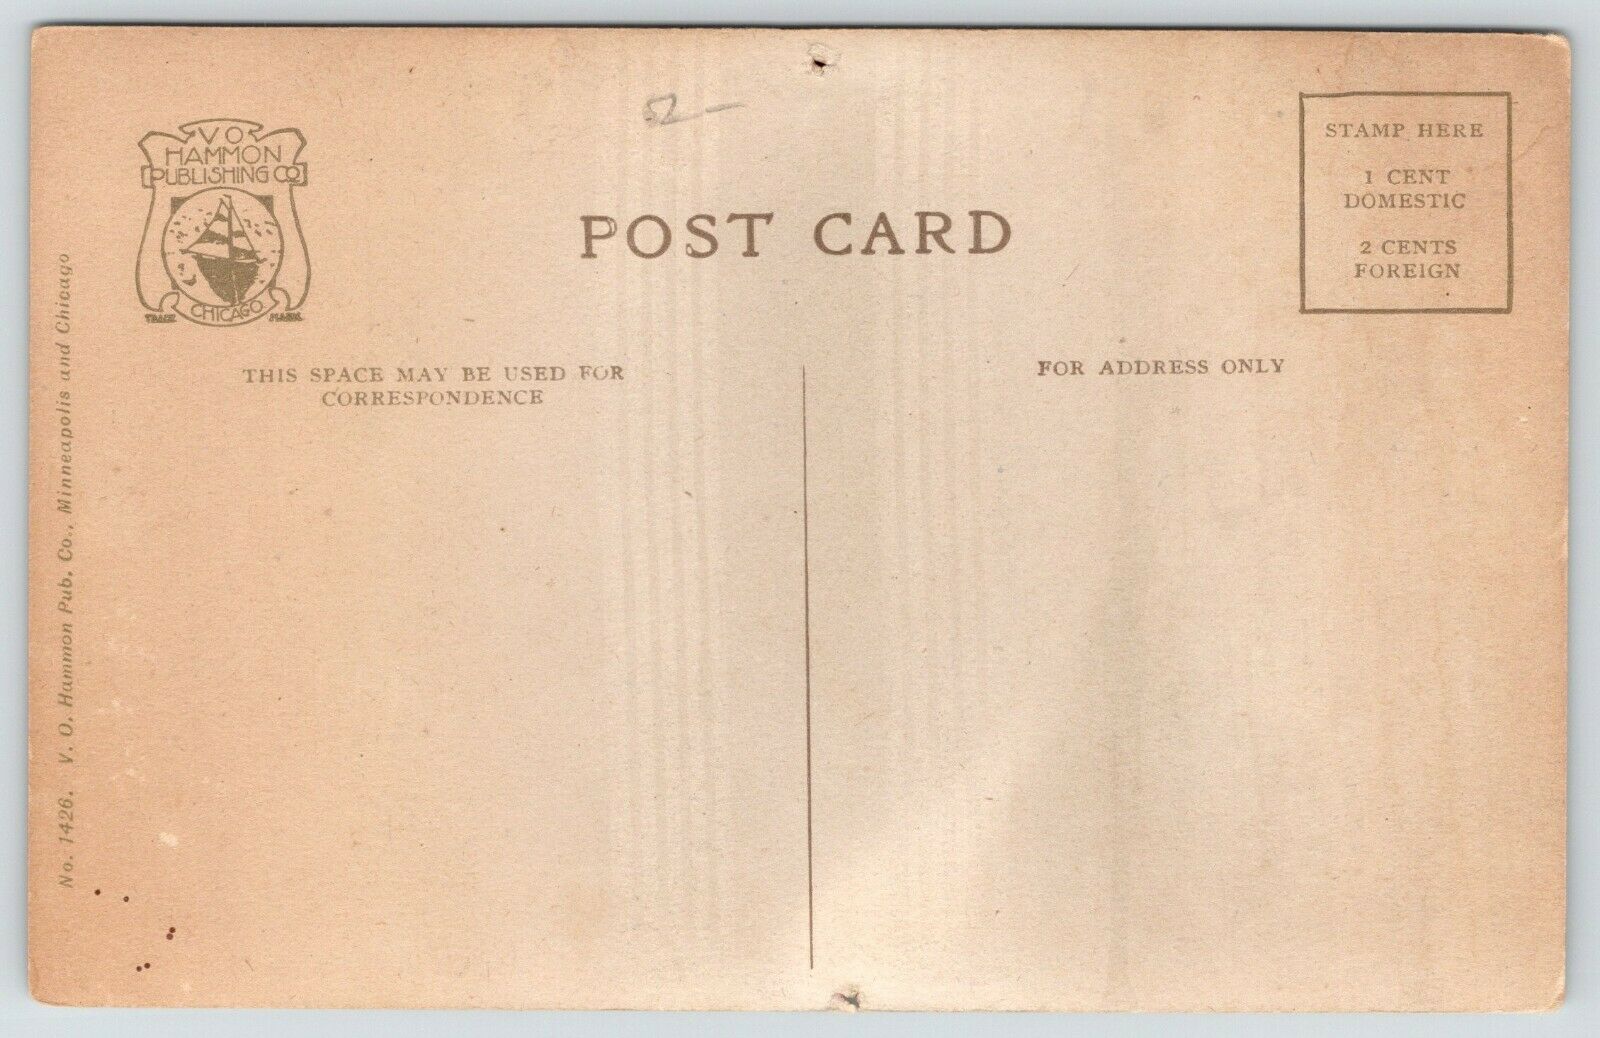 52-
V O
HAMMON
PUBLISHING CO
CHICAGO
TRADE MARK
POST CARD
STAMP HERE
1 CENT
DOMESTIC
2 CENTS
FOREIGN
THIS SPACE MAY BE USED FOR
CORRESPONDENCE
FOR ADDRESS ONLY
No. 1426. V. O. Hammon Pub. Co., Minneapolis and Chicago